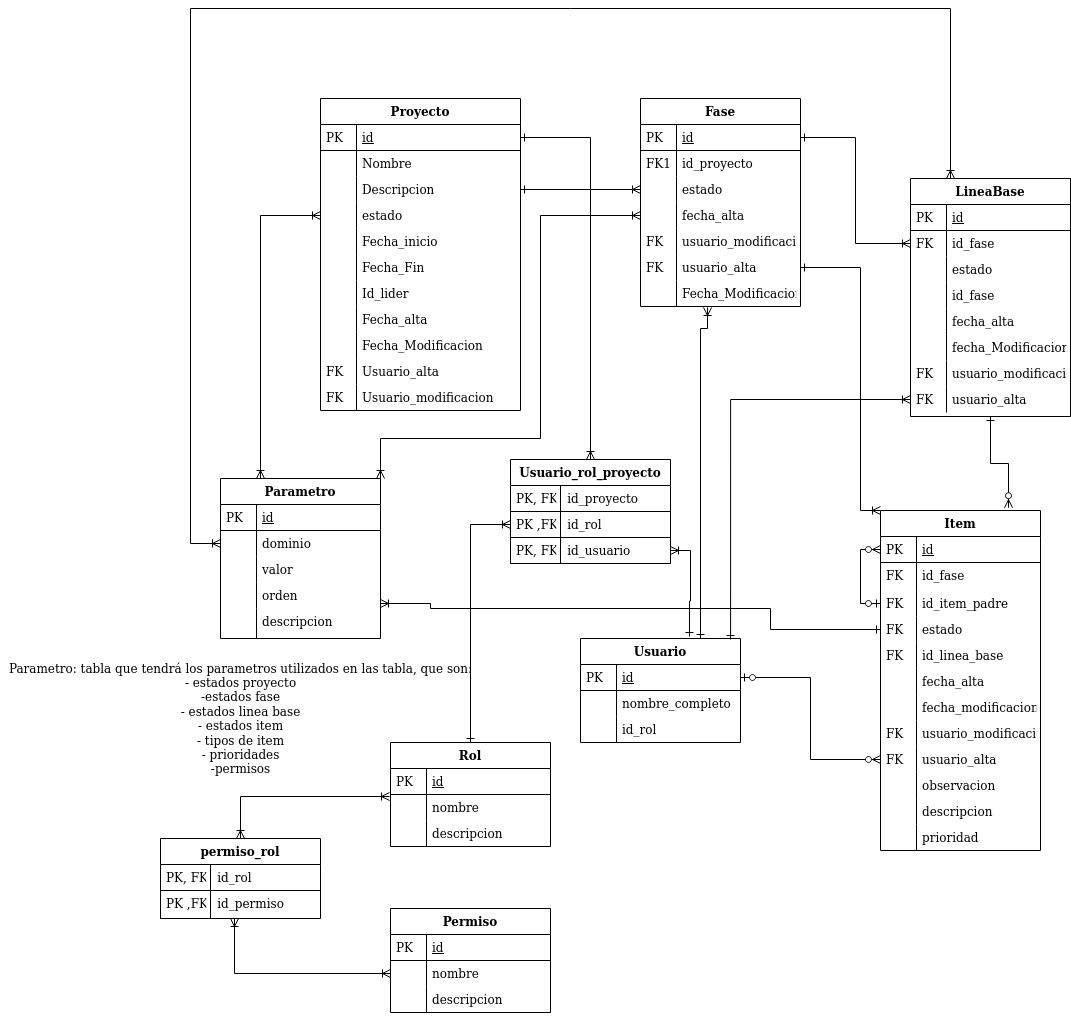 Proyecto
PK id
Nombre
Descripcion
estado
Fecha_inicio
Fecha_Fin
Id_lider
Fecha_alta
Fecha_Modificacion
FK Usuario_alta
FK Usuario_modificacion
Fase
PK id
FK1 id_proyecto
estado
fecha_alta
FK usuario_modificaci
FK usuario_alta
Fecha_Modificacio
LineaBase
PK id
FK id_fase
estado
id_fase
fecha_alta
fecha_Modificacion
FK usuario_modificaci
FK usuario_alta
Parametro
PK id
dominio
valor
orden
descripcion
Usuario_rol_proyecto
PK, FK id_proyecto
PK ,FK id_rol
PK, FK id_usuario
Item
PK id
FK id_fase
FK id_item_padre
FK estado
FK id_linea_base
fecha_alta
fecha_modificacion
FK usuario_modificaci
FK usuario_alta
observacion
descripcion
prioridad
Usuario
PK id
nombre_completo
id_rol
Parametro: tabla que tendrá los parametros utilizados en las tabla, que son:
- estados proyecto
-estados fase
- estados linea base
- estados item
- tipos de item
- prioridades
-permisos
Rol
PK id
nombre
descripcion
permiso_rol
PK, FK id_rol
PK ,FK id_permiso
Permiso
PK id
nombre
descripcion